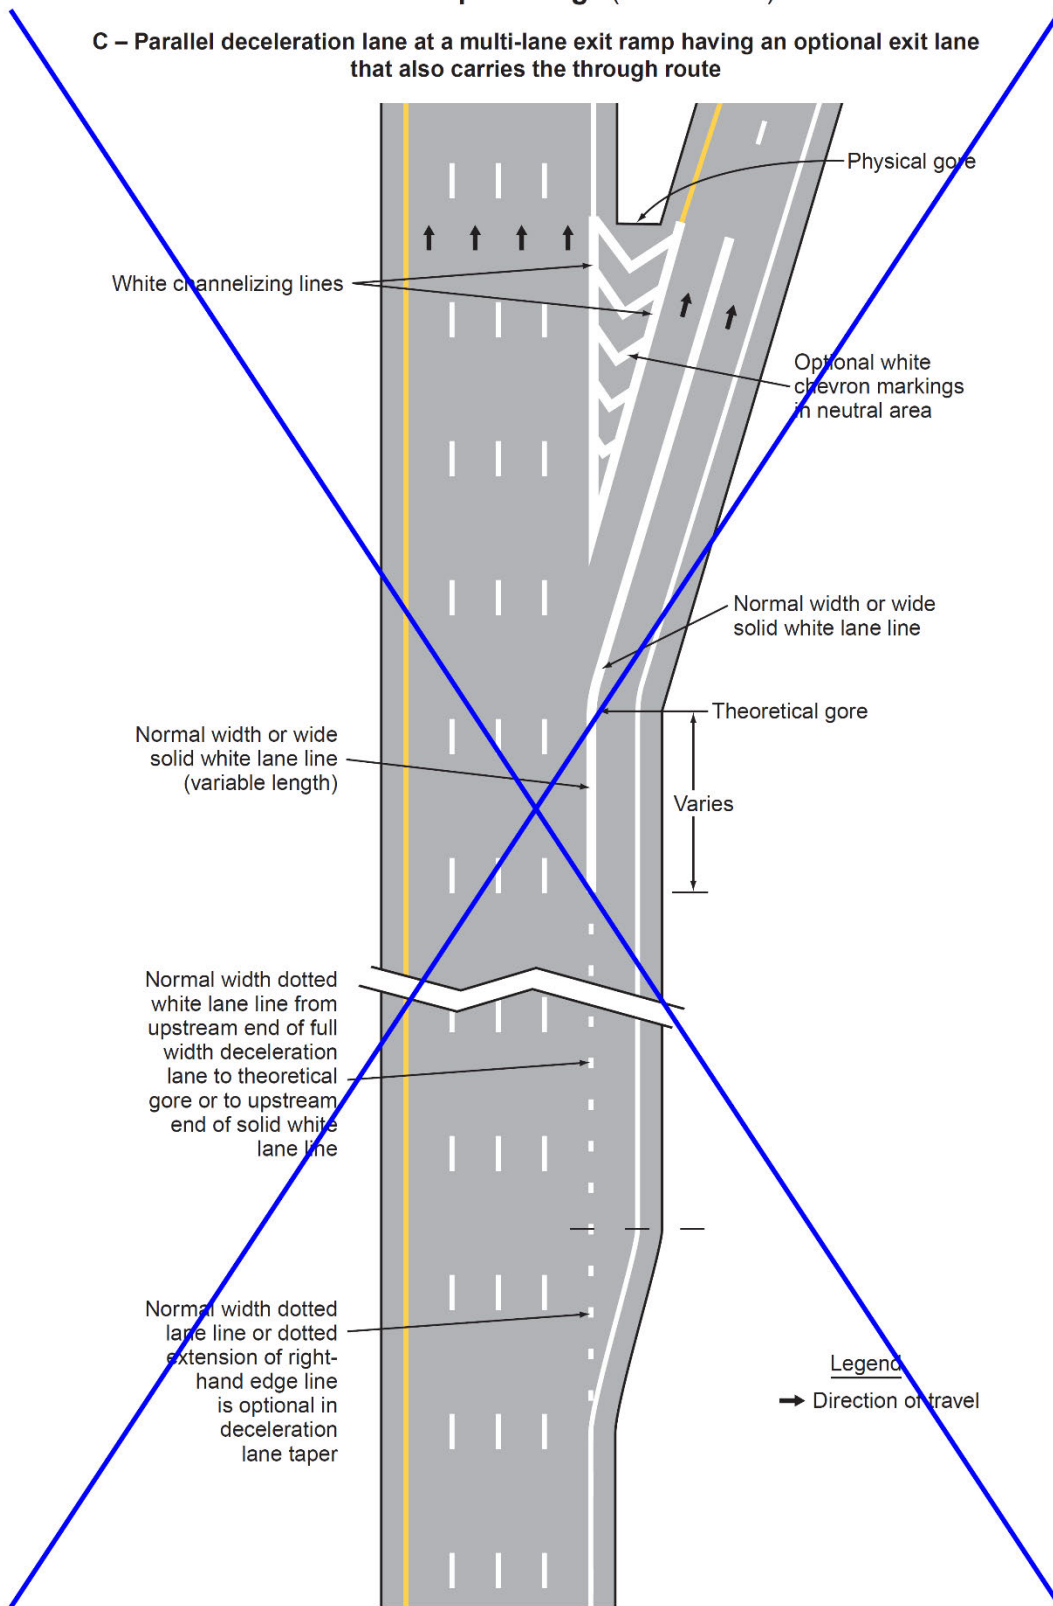 C – Parallel deceleration lane at a multi-lane exit ramp having an optional exit lane
that also carries the through route
Physical gore
White channelizing lines
Optional white
chevron markings
in neutral area
Normal width or wide
solid white lane line
Theoretical gore
Normal width or wide
solid white lane line
(variable length)
Varies
Normal width dotted
white lane line from
upstream end of full
width deceleration
lane to theoretical
gore or to upstream
end of solid white
lane line
Normal width dotted
lane line or dotted
extension of right-
hand edge line
is optional in
deceleration
lane taper
Legend
Direction of travel